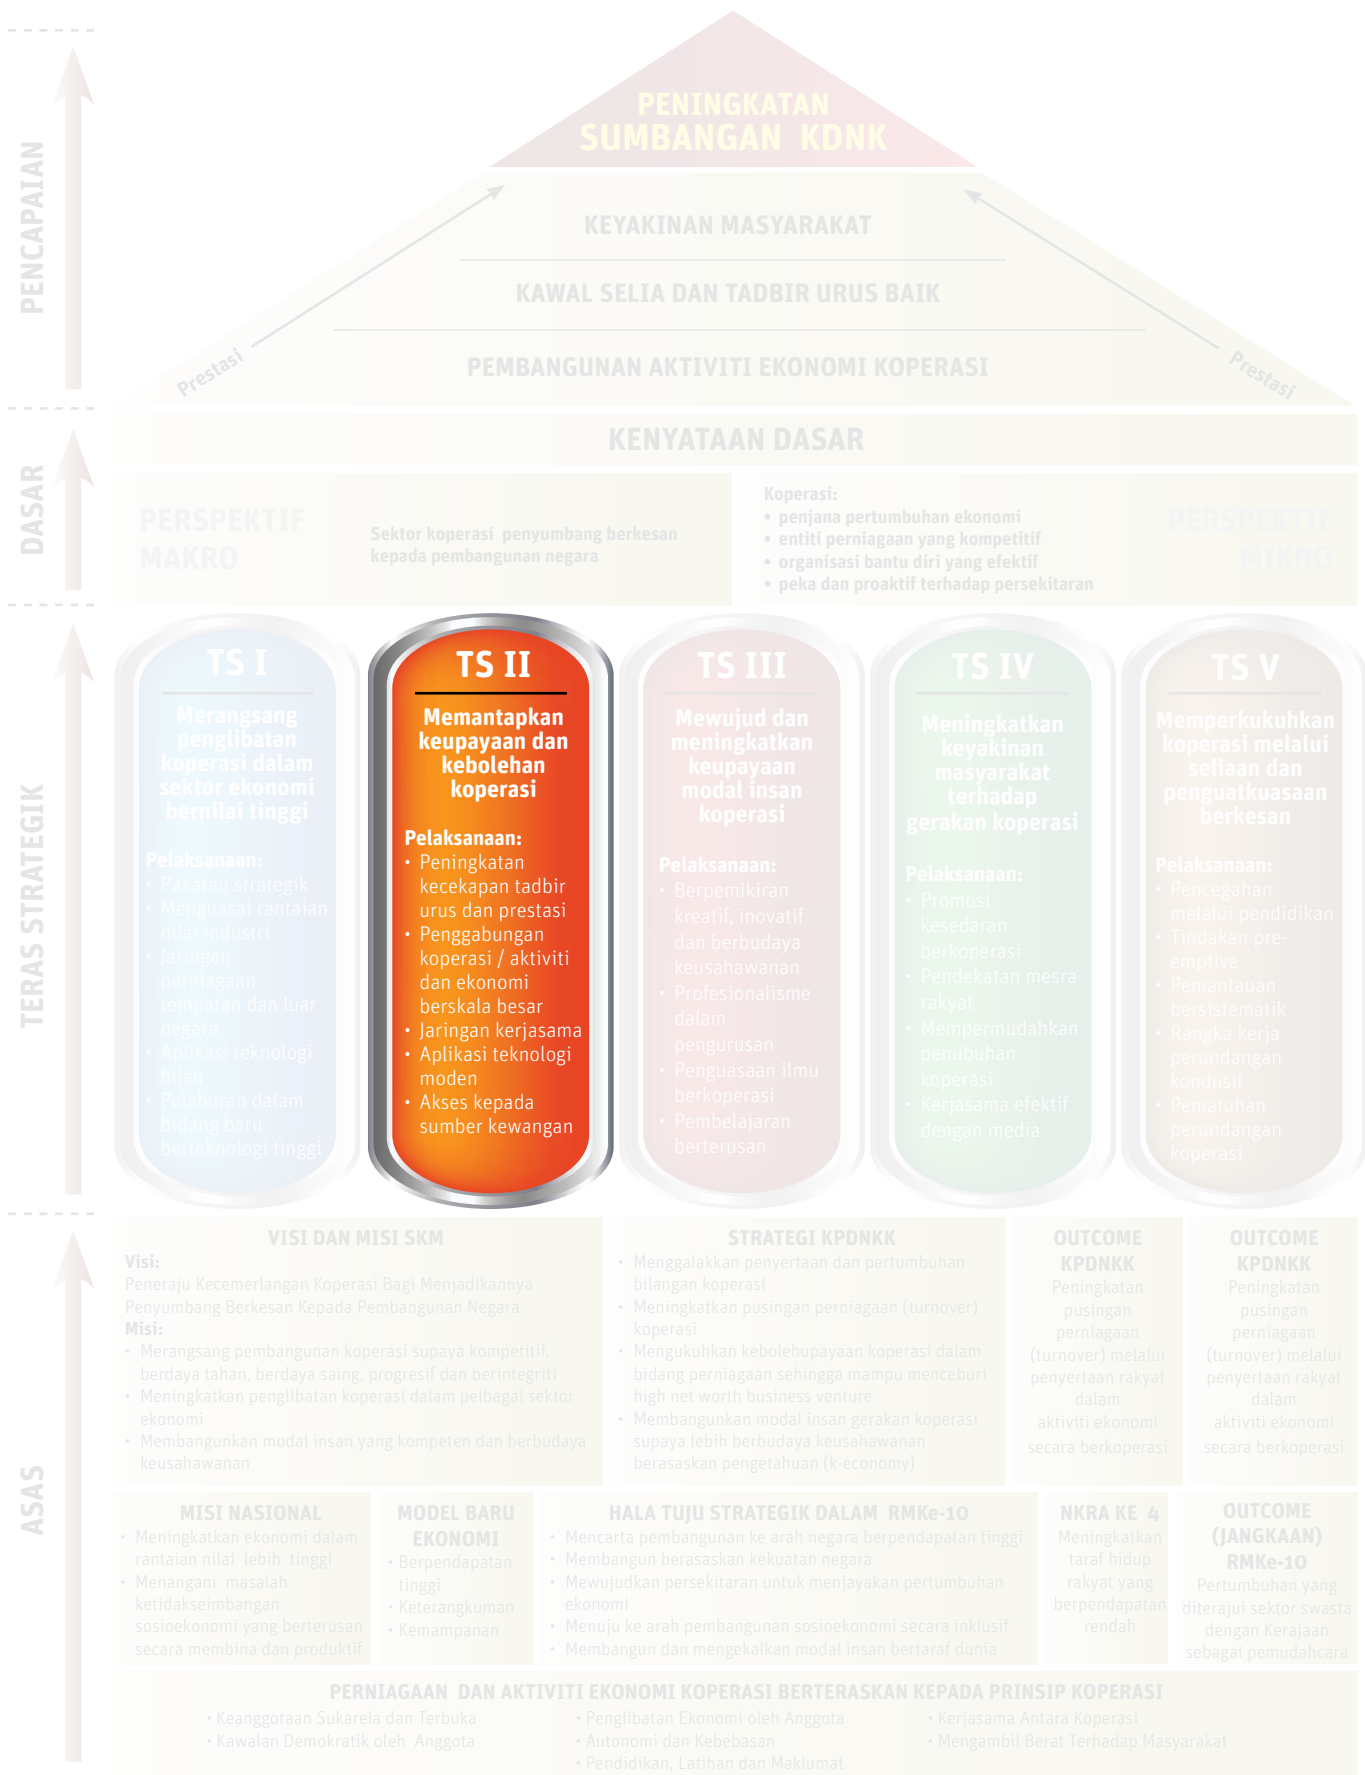 PENINGKATAN
SUMBANGAN KDNK
KEYAKINAN MASYARAKAT
KAWAL SELIA DAN TADBIR URUS BAIK
PEMBANGUNAN AKTIVITI EKONOMI KOPERASI
Prestasi
Prestasi
PENCAPAIAN
KENYATAAN DASAR
DASAR
PERSPEKTIF
MAKRO
Sektor koperasi penyumbang berkesan
kepada pembangunan negara
Koperasi:
• penjana pertumbuhan ekonomi
• entiti perniagaan yang kompetitif
• organisasi bantu diri yang efektif
• peka dan proaktif terhadap persekitaran
PERSPEKTIF
MIKRO
TERAS STRATEGIK
TS I
Merangsang
penglibatan
koperasi dalam
sektor ekonomi
bernilai tinggi
Pelaksanaan:
• Pakatan strategik
• Menguasai rantaian
nilai industri
• Jaringan
perniagaan
tempatan dan luar
negara
• Aplikasi teknologi
hijau
• Pelaburan dalam
bidang baru
berteknologi tinggi
TS II
Memantapkan
keupayaan dan
kebolehan
koperasi
Pelaksanaan:
• Peningkatan
kecekapan tadbir
urus dan prestasi
• Penggabungan
koperasi / aktiviti
dan ekonomi
berskala besar
• Jaringan kerjasama
• Aplikasi teknologi
moden
• Akses kepada
sumber kewangan
TS III
Mewujud dan
meningkatkan
keupayaan
modal insan
koperasi
Pelaksanaan:
• Berpemikiran
kreatif, inovatif
dan berbudaya
keusahawanan
• Profesionalisme
dalam
pengurusan
• Penguasaan ilmu
berkoperasi
• Pembelajaran
berterusan
TS IV
Meningkatkan
keyakinan
masyarakat
terhadap
gerakan koperasi
Pelaksanaan:
• Promosi
kesedaran
berkoperasi
• Pendekatan mesra
rakyat
• Mempermudahkan
penubuhan
koperasi
• Kerjasama efektif
dengan media
TS V
Memperkukuhkan
koperasi melalui
seliaan dan
penguatkuasaan
berkesan
Pelaksanaan:
• Pencegahan
melalui pendidikan
• Tindakan pre-
emptive
• Pemantauan
bersistematik
• Rangka kerja
perundangan
kondusif
• Pematuhan
perundangan
koperasi
ASAS
VISI DAN MISI SKM
Visi:
Peneraju Kecemerlangan Koperasi Bagi Menjadikannya
Penyumbang Berkesan Kepada Pembangunan Negara
Misi:
• Merangsang pembangunan koperasi supaya kompetitif,
berdaya tahan, berdaya saing, progresif dan berintegriti
• Meningkatkan penglibatan koperasi dalam pelbagai sektor
ekonomi
• Membangunkan modal insan yang kompeten dan berbudaya
keusahawanan
STRATEGI KPDNKK
• Menggalakkan penyertaan dan pertumbuhan
bilangan koperasi
• Meningkatkan pusingan perniagaan (turnover)
koperasi
• Mengukuhkan kebolehupayaan koperasi dalam
bidang perniagaan sehingga mampu menceburi
high net worth business venture
• Membangunkan modal insan gerakan koperasi
supaya lebih berbudaya keusahawanan
berasaskan pengetahuan (k-economy)
OUTCOME
KPDNKK
Peningkatan
pusingan
perniagaan
(turnover) melalui
penyertaan rakyat
dalam
aktiviti ekonomi
secara berkoperasi
OUTCOME
KPDNKK
Peningkatan
pusingan
perniagaan
(turnover) melalui
penyertaan rakyat
dalam
aktiviti ekonomi
secara berkoperasi
MISI NASIONAL
• Meningkatkan ekonomi dalam
rantaian nilai lebih tinggi
• Menangani masalah
ketidakseimbangan
sosioekonomi yang berterusan
secara membina dan produktif
MODEL BARU
EKONOMI
• Berpendapatan
tinggi
• Keterangkuman
• Kemampanan
HALA TUJU STRATEGIK DALAM RMKe-10
• Mencarta pembangunan ke arah negara berpendapatan tinggi
• Membangun berasaskan kekuatan negara
• Mewujudkan persekitaran untuk menjayakan pertumbuhan
ekonomi
• Menuju ke arah pembangunan sosioekonomi secara inklusif
• Membangun dan mengekalkan modal insan bertaraf dunia
NKRA KE 4
Meningkatkan
taraf hidup
rakyat yang
berpendapatan
rendah
OUTCOME
(JANGKAAN)
RMKe-10
Pertumbuhan yang
diterajui sektor swasta
dengan Kerajaan
sebagai pemudahcara
PERNIAGAAN DAN AKTIVITI EKONOMI KOPERASI BERTERASKAN KEPADA PRINSIP KOPERASI
• Keanggotaan Sukarela dan Terbuka
• Kawalan Demokratik oleh Anggota
• Penglibatan Ekonomi oleh Anggota
• Autonomi dan Kebebasan
• Pendidikan, Latihan dan Maklumat
• Kerjasama Antara Koperasi
• Mengambil Berat Terhadap Masyarakat